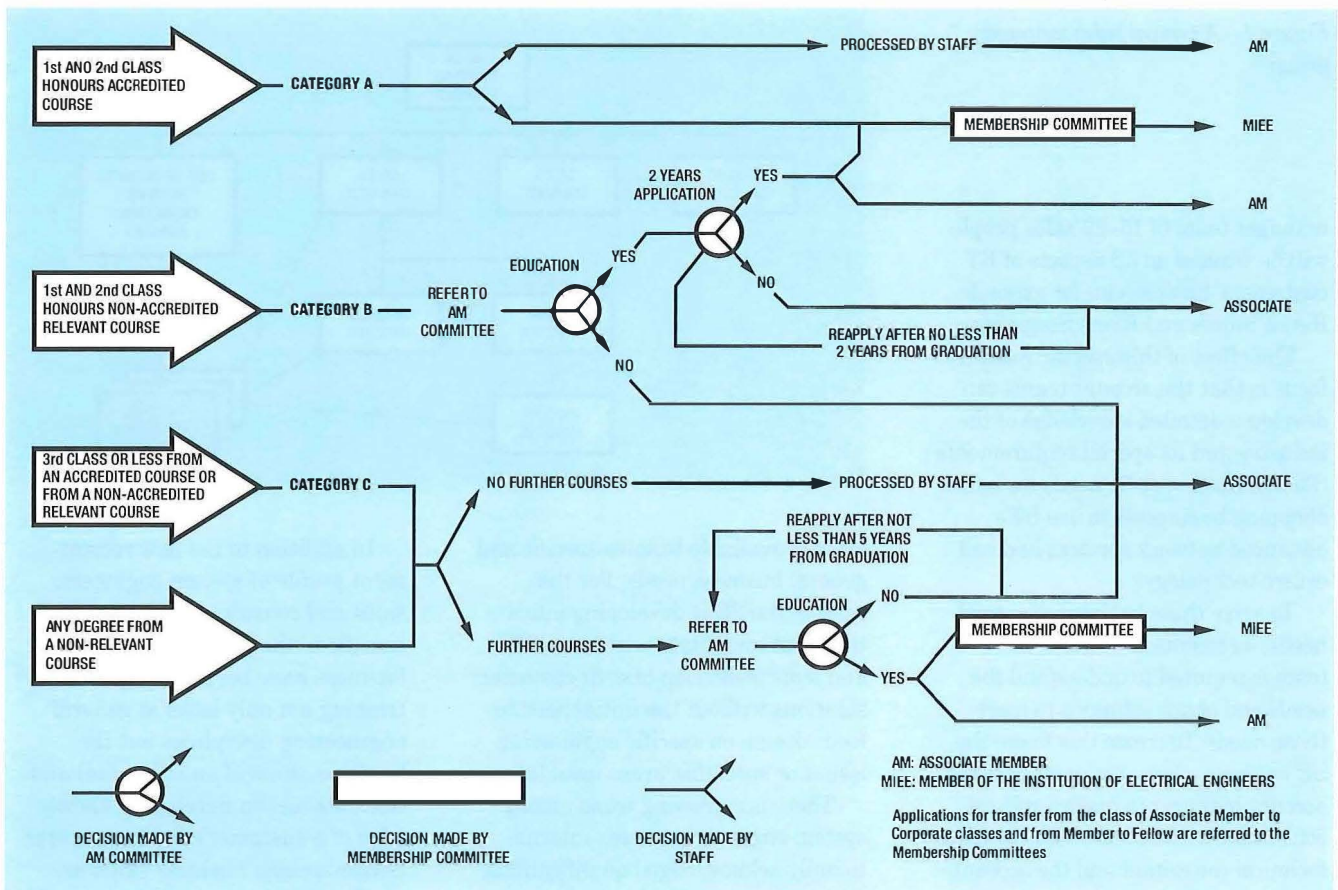 1st ANO 2nd CLASS
HONOURS ACCREDITED
COURSE
CATEGORY A
PROCESSED BY STAFF
AM
MEMBERSHIP COMMITTEE
MIEE
2 YEARS
APPLICATION
YES
AM
EDUCATION
YES
1st AND 2nd CLASS
HONOURS NON-ACCREDITED
RELEVANT COURSE
CATEGORY B
REFER TO
AM
COMMITTEE
NO
ASSOCIATE
REAPPLY AFTER NO LESS THAN
2 YEARS FROM GRADUATION
NO
3rd CLASS OR LESS FROM
AN ACCREDITED COURSE OR
FROM A NON-ACCREDITED
RELEVANT COURSE
CATEGORY C
NO FURTHER COURSES
PROCESSED BY STAFF
ASSOCIATE
REAPPLY AFTER NOT
LESS THAN 5 YEARS
FROM GRADUATION
ANY DEGREE FROM
A NON-RELEVANT
COURSE
FURTHER COURSES
REFER TO
AM
COMMITTEE
EDUCATION
NO
MEMBERSHIP COMMITTEE
MIEE
YES
AM
DECISION MADE BY
AM COMMITTEE
DECISION MADE BY
MEMBERSHIP COMMITTEE
DECISION MADE BY
STAFF
AM: ASSOCIATE MEMBER
MIEE: MEMBER OF THE INSTITUTION OF ELECTRICAL ENGINEERS
Applications for transfer from the class of Associate Member to
Corporate classes and from Member to Fellow are referred to the
Membership Committees